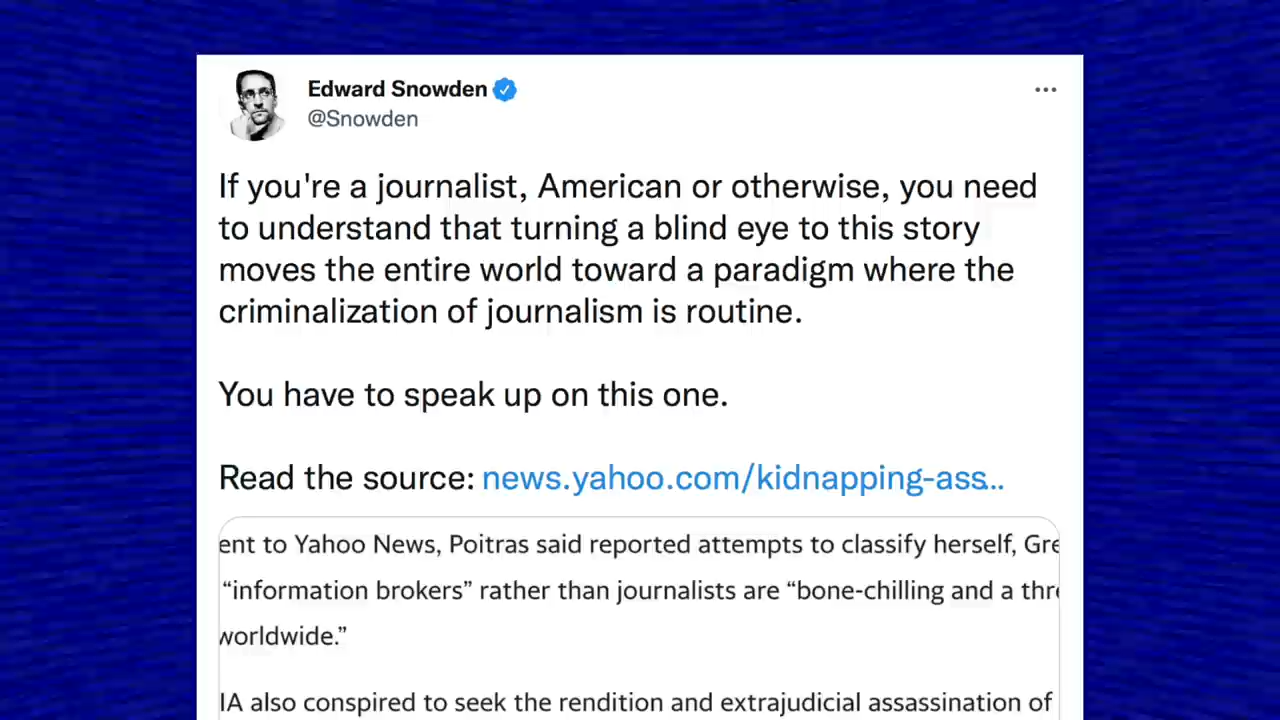 Edward Snowden
@Snowden
If you're a journalist, American or otherwise, you need
to understand that turning a blind eye to this story
moves the entire world toward a paradigm where the
criminalization of journalism is routine.
You have to speak up on this one.
Read the source: news.yahoo.com/kidnapping-ass…
ent to Yahoo News, Poitras said reported attempts to classify herself, Gre
“information brokers” rather than journalists are “bone-chilling and a thre
worldwide.”
IA also conspired to seek the rendition and extrajudicial assassination of